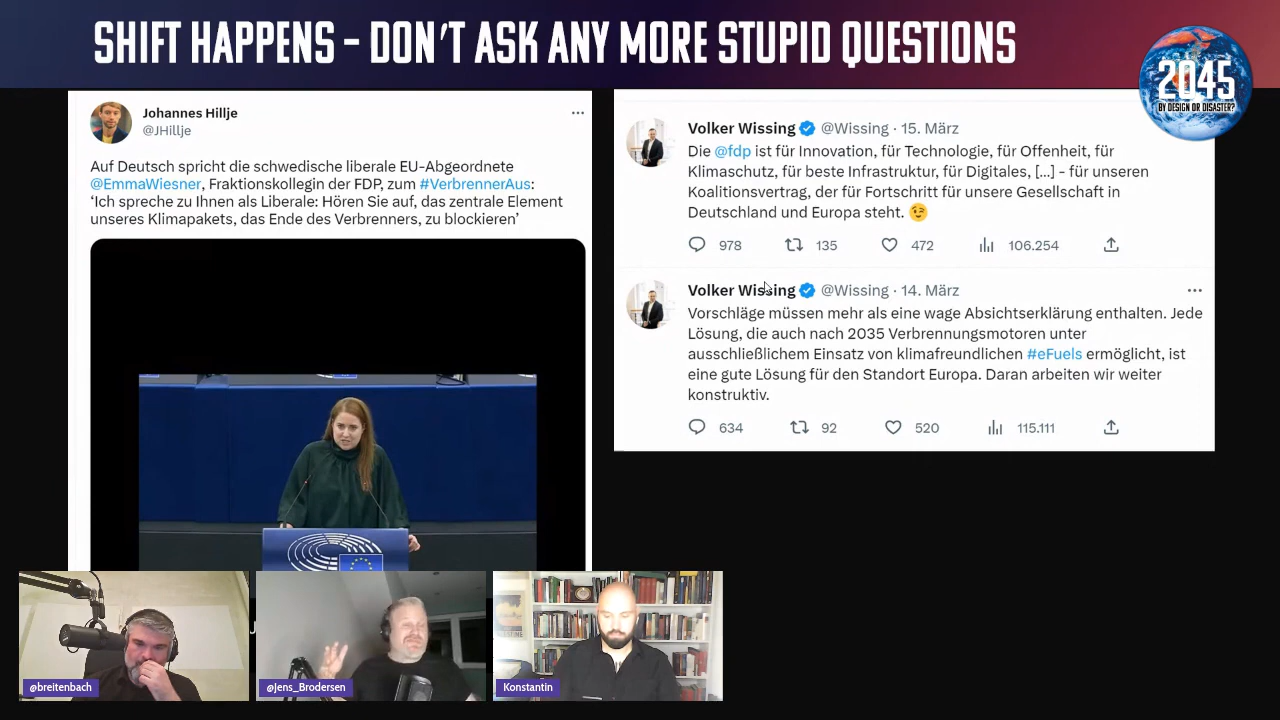 SHIFT HAPPENS - DON'T ASK ANY MORE STUPID QUESTIONS
2045
BY DESIGN OR DISASTER?
Johannes Hillje
@JHillje
Auf Deutsch spricht die schwedische liberale EU-Abgeordnete
@EmmaWiesner, Fraktionskollegin der FDP, zum #VerbrennerAus:
‘Ich spreche zu Ihnen als Liberale: Hören Sie auf, das zentrale Element
unseres Klimapakets, das Ende des Verbrenners, zu blockieren’
Volker Wissing @Wissing · 15. März
Die @fdp ist für Innovation, für Technologie, für Offenheit, für
Klimaschutz, für beste Infrastruktur, für Digitales, [...] - für unseren
Koalitionsvertrag, der für Fortschritt für unsere Gesellschaft in
Deutschland und Europa steht. 😉
978 135 472 106.254
Volker Wissing @Wissing · 14. März
Vorschläge müssen mehr als eine wage Absichtserklärung enthalten. Jede
Lösung, die auch nach 2035 Verbrennungsmotoren unter
ausschließlichem Einsatz von klimafreundlichen #eFuels ermöglicht, ist
eine gute Lösung für den Standort Europa. Daran arbeiten wir weiter
konstruktiv.
634 92 520 115.111
@breitenbach
@Jens_Brodersen
Konstantin